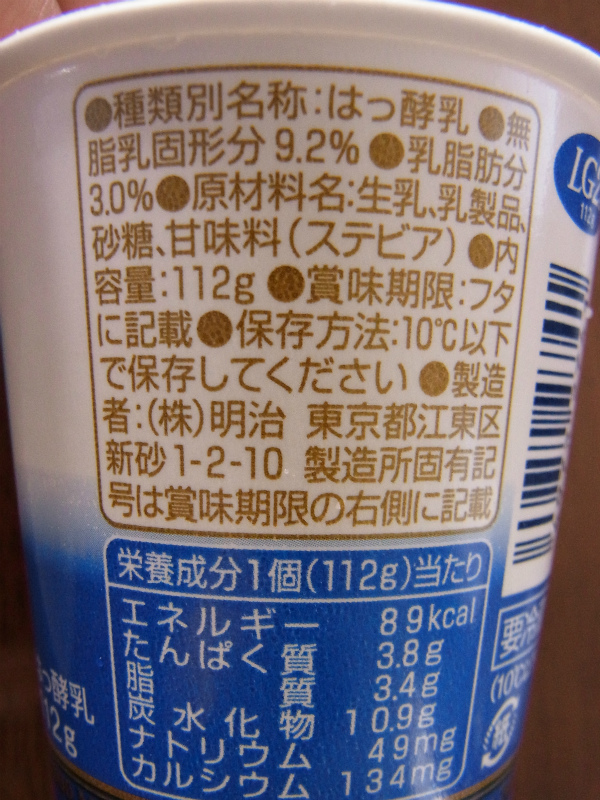 ●種類別名称:はっ酵乳 ●無
脂乳固形分 9.2% ●乳脂肪分
3.0%●原材料名:生乳、乳製品、
砂糖、甘味料(ステビア) ●内
容量:112g ●賞味期限:フタ
に記載●保存方法:10℃以下
で保存してください ●製造
者:(株)明治 東京都江東区
新砂1-2-10 製造所固有記
号は賞味期限の右側に記載
栄養成分1個(112g)当たり
エネルギー 89kcal
たんぱく質 3.8g
脂質 3.4g
炭水化物 10.9g
ナトリウム 49mg
カルシウム 134mg
っ酵乳
2g
LG2
112g
要冷
(10℃
紙